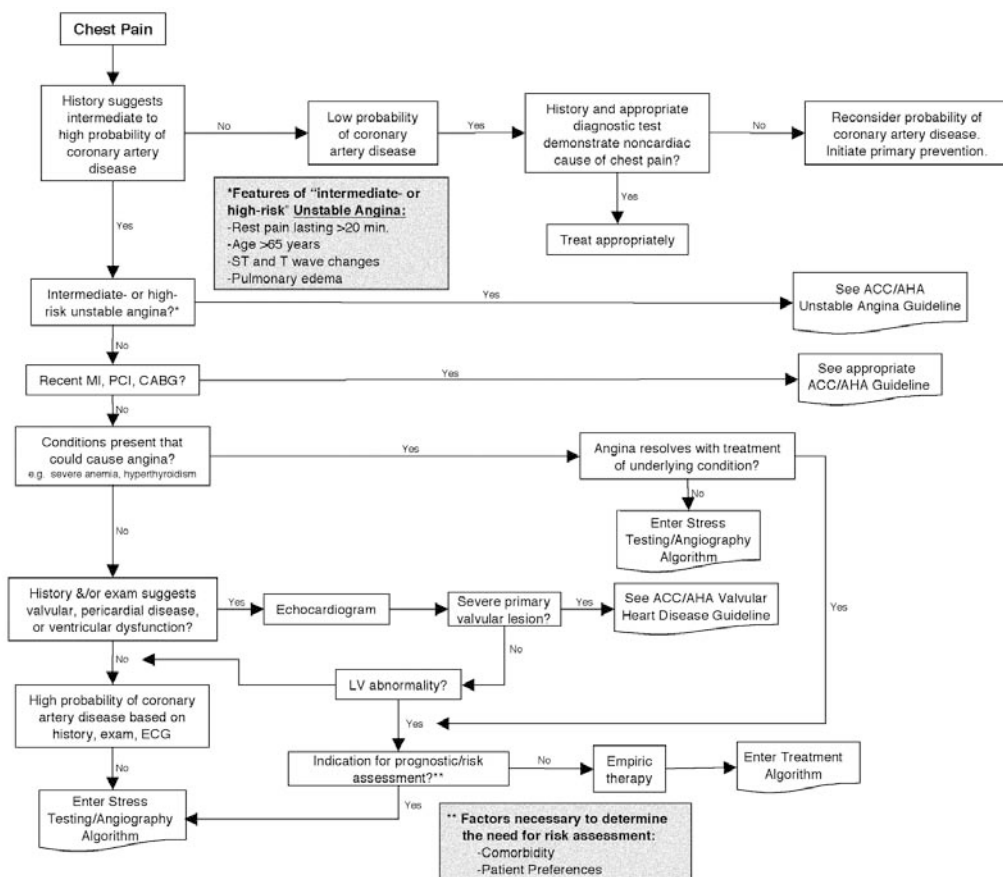 Chest Pain
History suggests
intermediate to
high probability of
coronary artery
disease
No
Low probability
of coronary
artery disease
Yes
History and appropriate
diagnostic test
demonstrate noncardiac
cause of chest pain?
No
Reconsider probability of
coronary artery disease.
Initiate primary prevention.
Yes
Treat appropriately
*Features of “intermediate- or
high-risk" Unstable Angina:
-Rest pain lasting >20 min.
-Age >65 years
-ST and T wave changes
-Pulmonary edema
Yes
Intermediate- or high-
risk unstable angina?*
Yes
See ACC/AHA
Unstable Angina Guideline
No
Recent MI, PCI, CABG?
Yes
See appropriate
ACC/AHA Guideline
No
Conditions present that
could cause angina?
e.g. severe anemia, hyperthyroidism
Yes
Angina resolves with treatment
of underlying condition?
No
Enter Stress
Testing/Angiography
Algorithm
Yes
No
History &/or exam suggests
valvular, pericardial disease,
or ventricular dysfunction?
Yes
Echocardiogram
Severe primary
valvular lesion?
Yes
See ACC/AHA Valvular
Heart Disease Guideline
No
No
LV abnormality?
Yes
High probability of coronary
artery disease based on
history, exam, ECG
No
Indication for prognostic/risk
assessment?**
No
Empiric
therapy
Enter Treatment
Algorithm
Yes
Enter Stress
Testing/Angiography
Algorithm
** Factors necessary to determine
the need for risk assessment:
-Comorbidity
-Patient Preferences